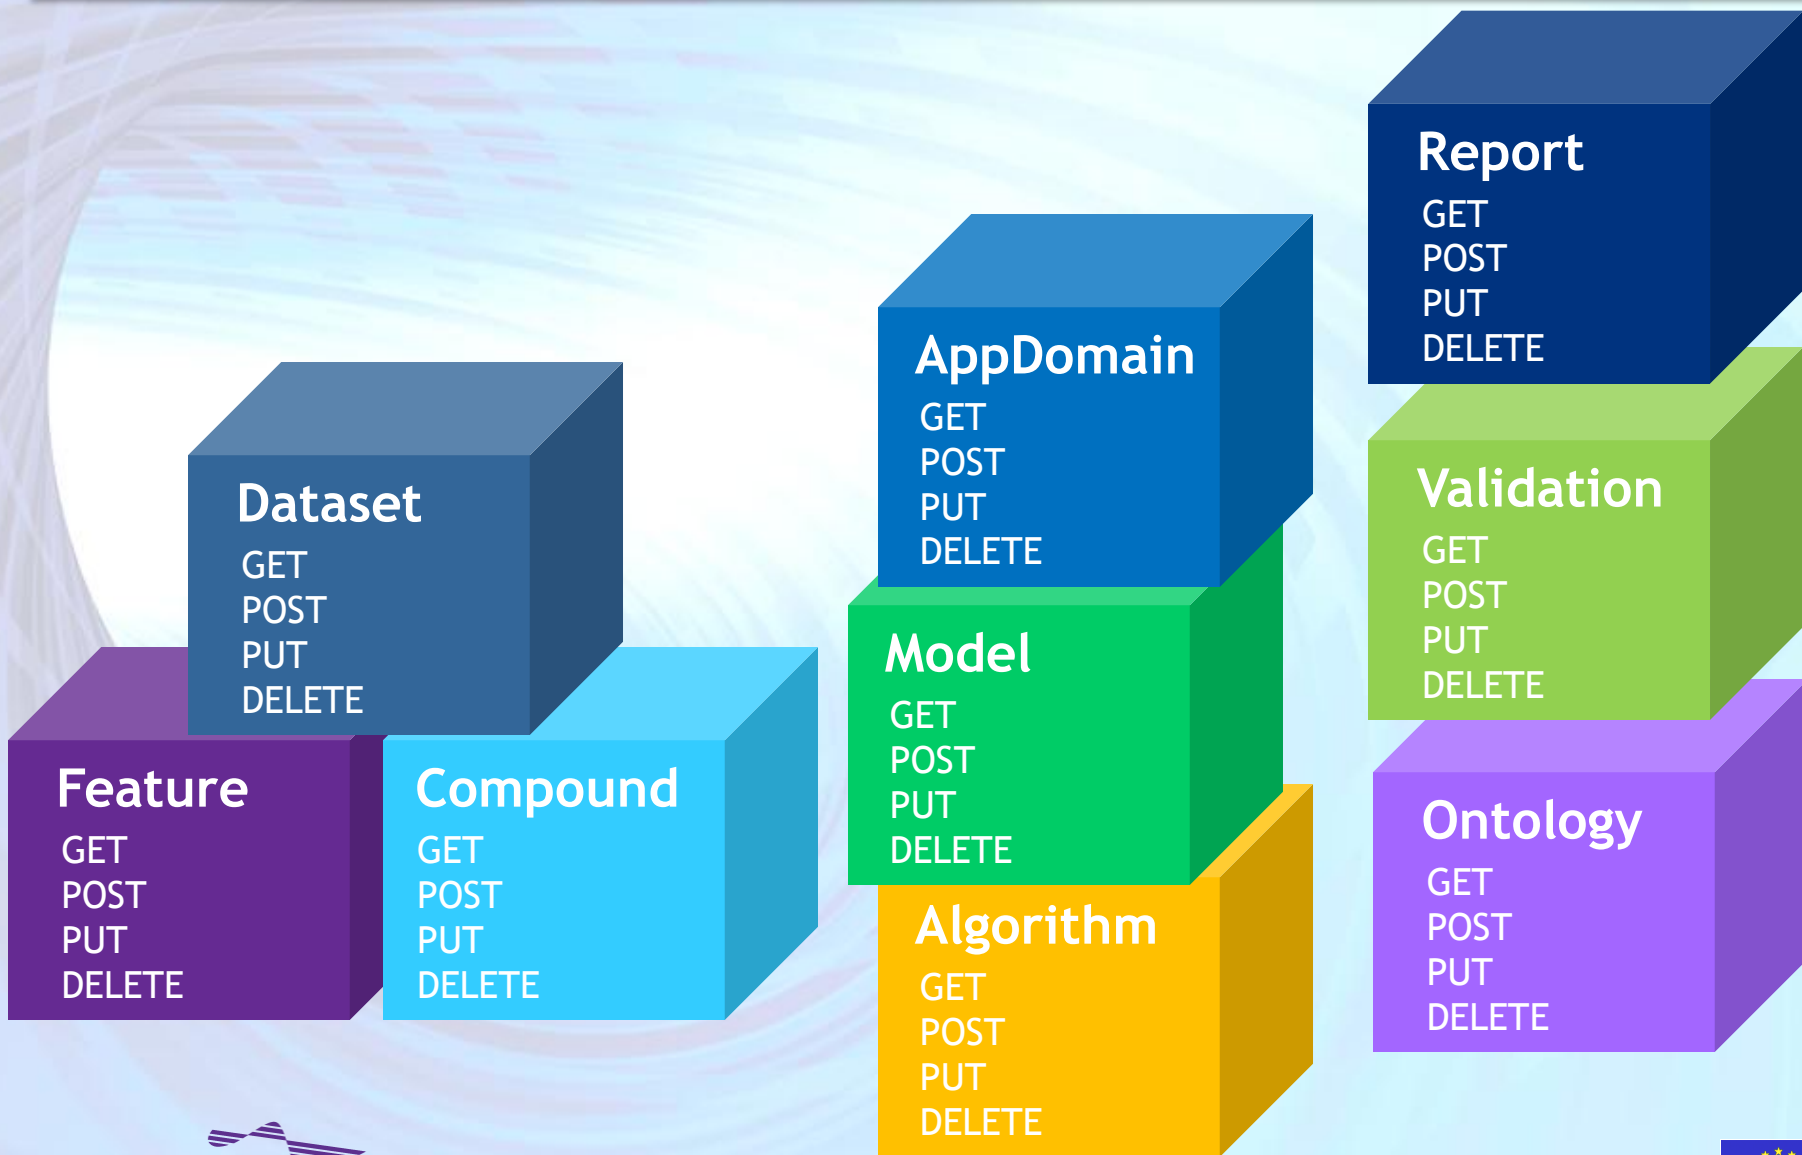 Report
GET
POST
PUT
DELETE
AppDomain
GET
POST
PUT
DELETE
Dataset
GET
POST
PUT
DELETE
Validation
GET
POST
PUT
DELETE
Model
GET
POST
PUT
DELETE
Feature
GET
POST
PUT
DELETE
Compound
GET
POST
PUT
DELETE
Algorithm
GET
POST
PUT
DELETE
Ontology
GET
POST
PUT
DELETE